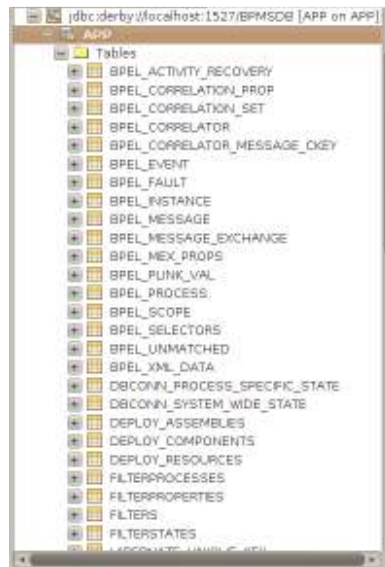 jdbc:derby://localhost:1527/BPMSDB [APP on APP]
APP
Tables
BPEL_ACTIVITY_RECOVERY
BPEL_CORRELATION_PROP
BPEL_CORRELATION_SET
BPEL_CORRELATOR
BPEL_CORRELATOR_MESSAGE_CKEY
BPEL_EVENT
BPEL_FAULT
BPEL_INSTANCE
BPEL_MESSAGE
BPEL_MESSAGE_EXCHANGE
BPEL_MEX_PROPS
BPEL_PLINK_VAL
BPEL_PROCESS
BPEL_SCOPE
BPEL_SELECTORS
BPEL_UNMATCHED
BPEL_XML_DATA
DBCONN_PROCESS_SPECIFIC_STATE
DBCONN_SYSTEM_WIDE_STATE
DEPLOY_ASSEMBLIES
DEPLOY_COMPONENTS
DEPLOY_RESOURCES
FILTERPROCESSES
FILTERPROPERTIES
FILTERS
FILTERSTATES
HIBERNATE_UNIQUE_KEY